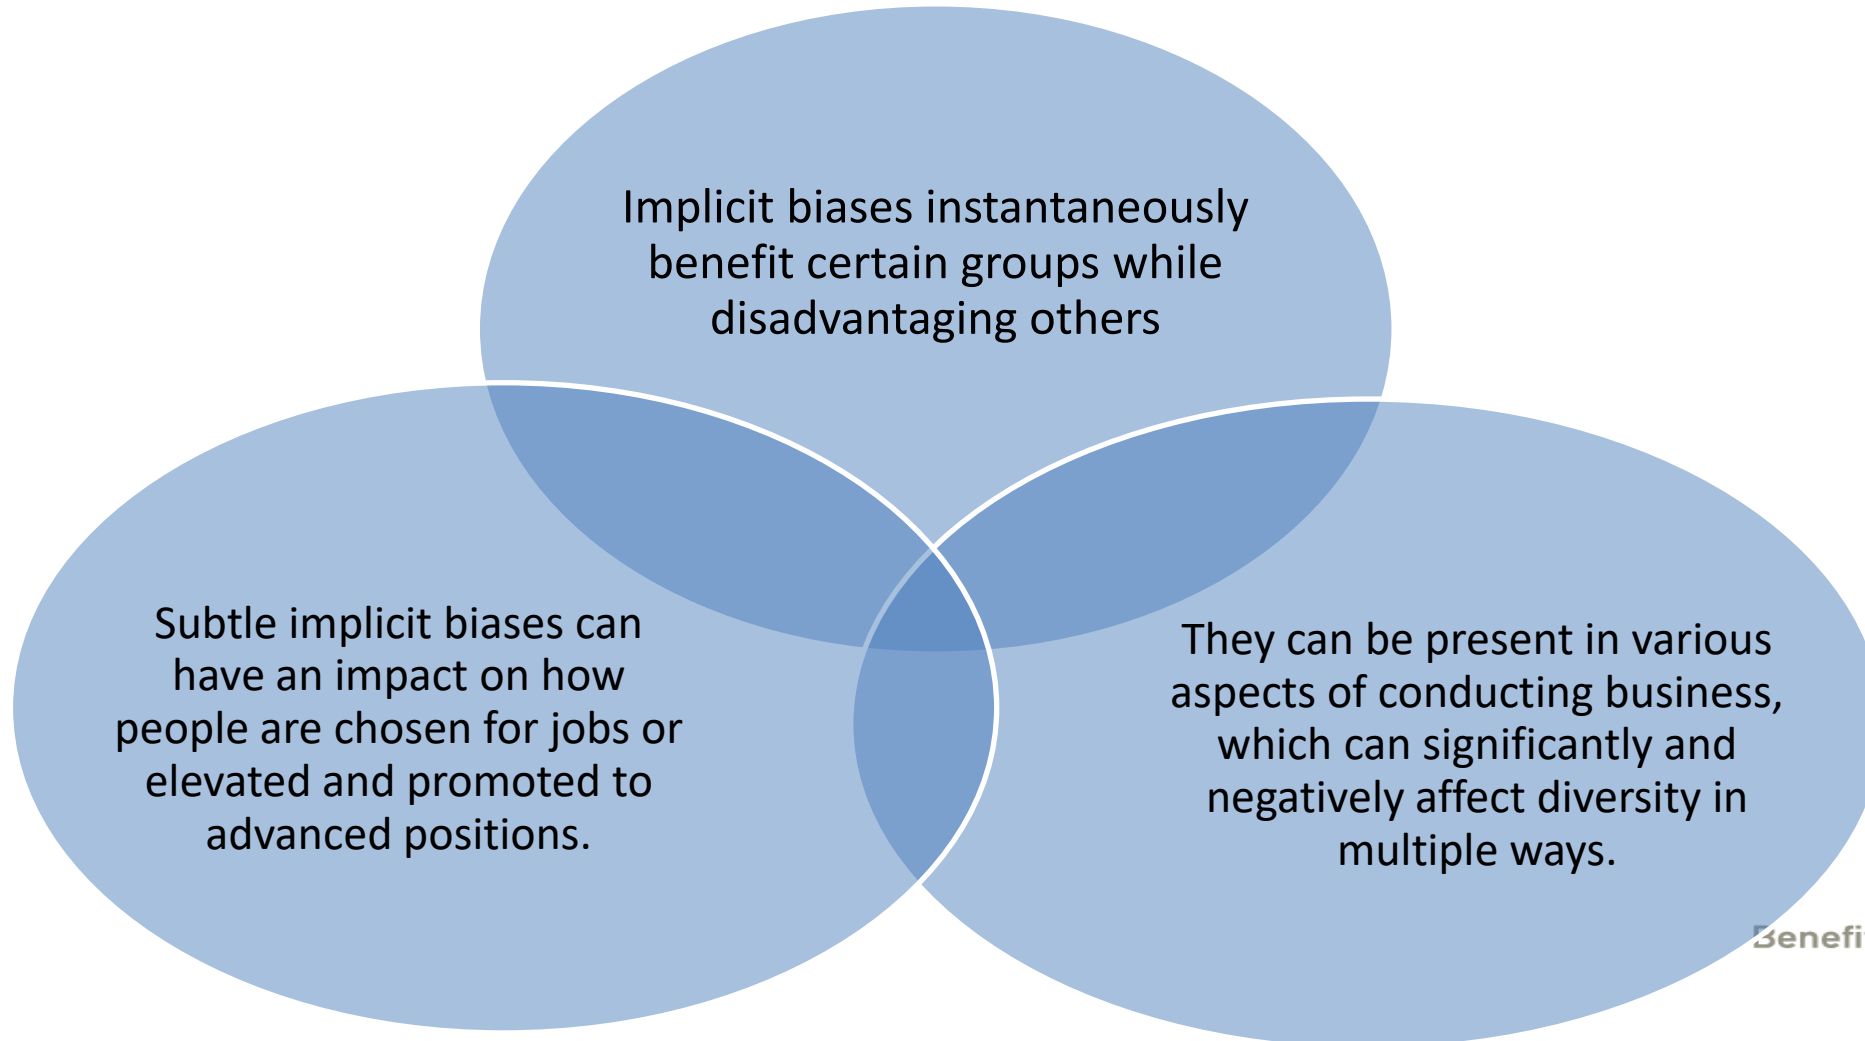 Implicit biases instantaneously
benefit certain groups while
disadvantaging others
Subtle implicit biases can
have an impact on how
people are chosen for jobs or
elevated and promoted to
advanced positions.
They can be present in various
aspects of conducting business,
which can significantly and
negatively affect diversity in
multiple ways.